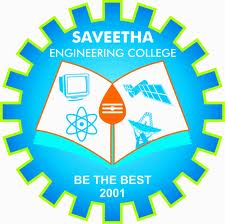 SAVEETHA
ENGINEERING COLLEGE
BE THE BEST
2001